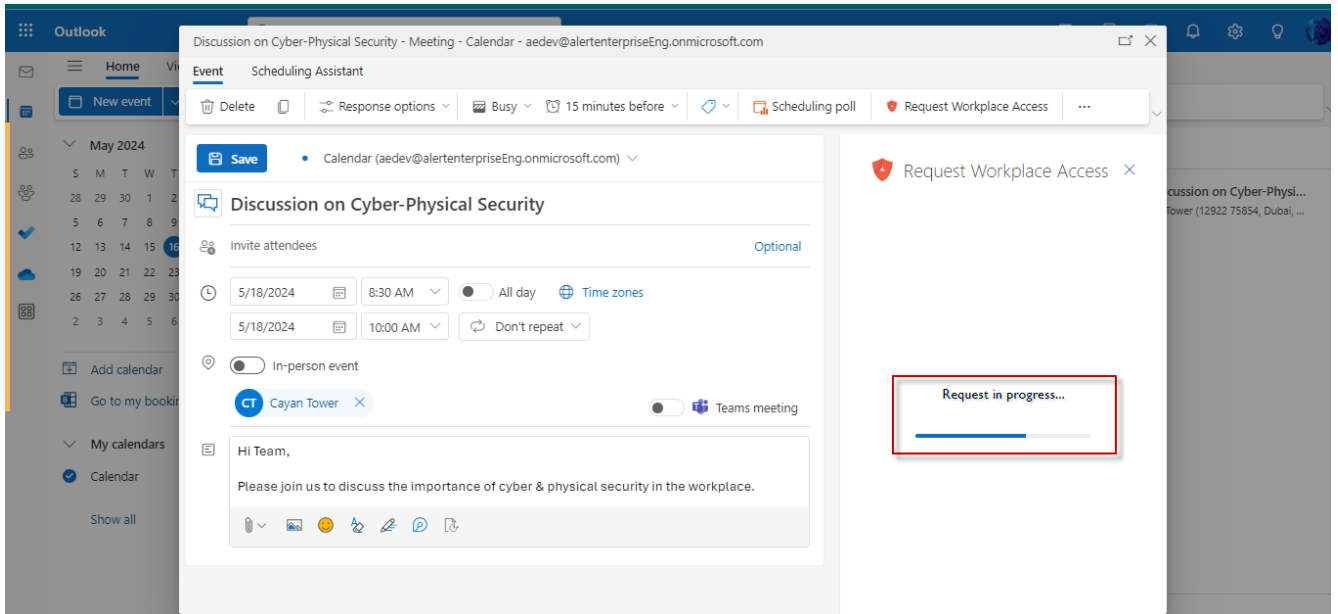 Outlook
Discussion on Cyber-Physical Security - Meeting - Calendar - aedev@alertenterpriseEng.onmicrosoft.com
Home
Event Scheduling Assistant
New event
Delete Response options Busy 15 minutes before Scheduling poll Request Workplace Access ...
May 2024
S M T W T
28 29 30 1 2
5 6 7 8 9
12 13 14 15 16
19 20 21 22 23
26 27 28 29 30
2 3 4 5 6
Add calendar
Go to my
My calendars
Calendar
Show all
Save • Calendar (aedev@alertenterpriseEng.onmicrosoft.com)
Discussion on Cyber-Physical Security
Invite attendees Optional
5/18/2024 8:30 AM All day Time zones
5/18/2024 10:00 AM Don't repeat
In-person event
CT Cayan Tower
Teams meeting
Hi Team,
Please join us to discuss the importance of cyber & physical security in the workplace.
Request Workplace Access
Request in progress...
cussion on Cyber-Physi...
Tower (12922 75854, Dubai, ...